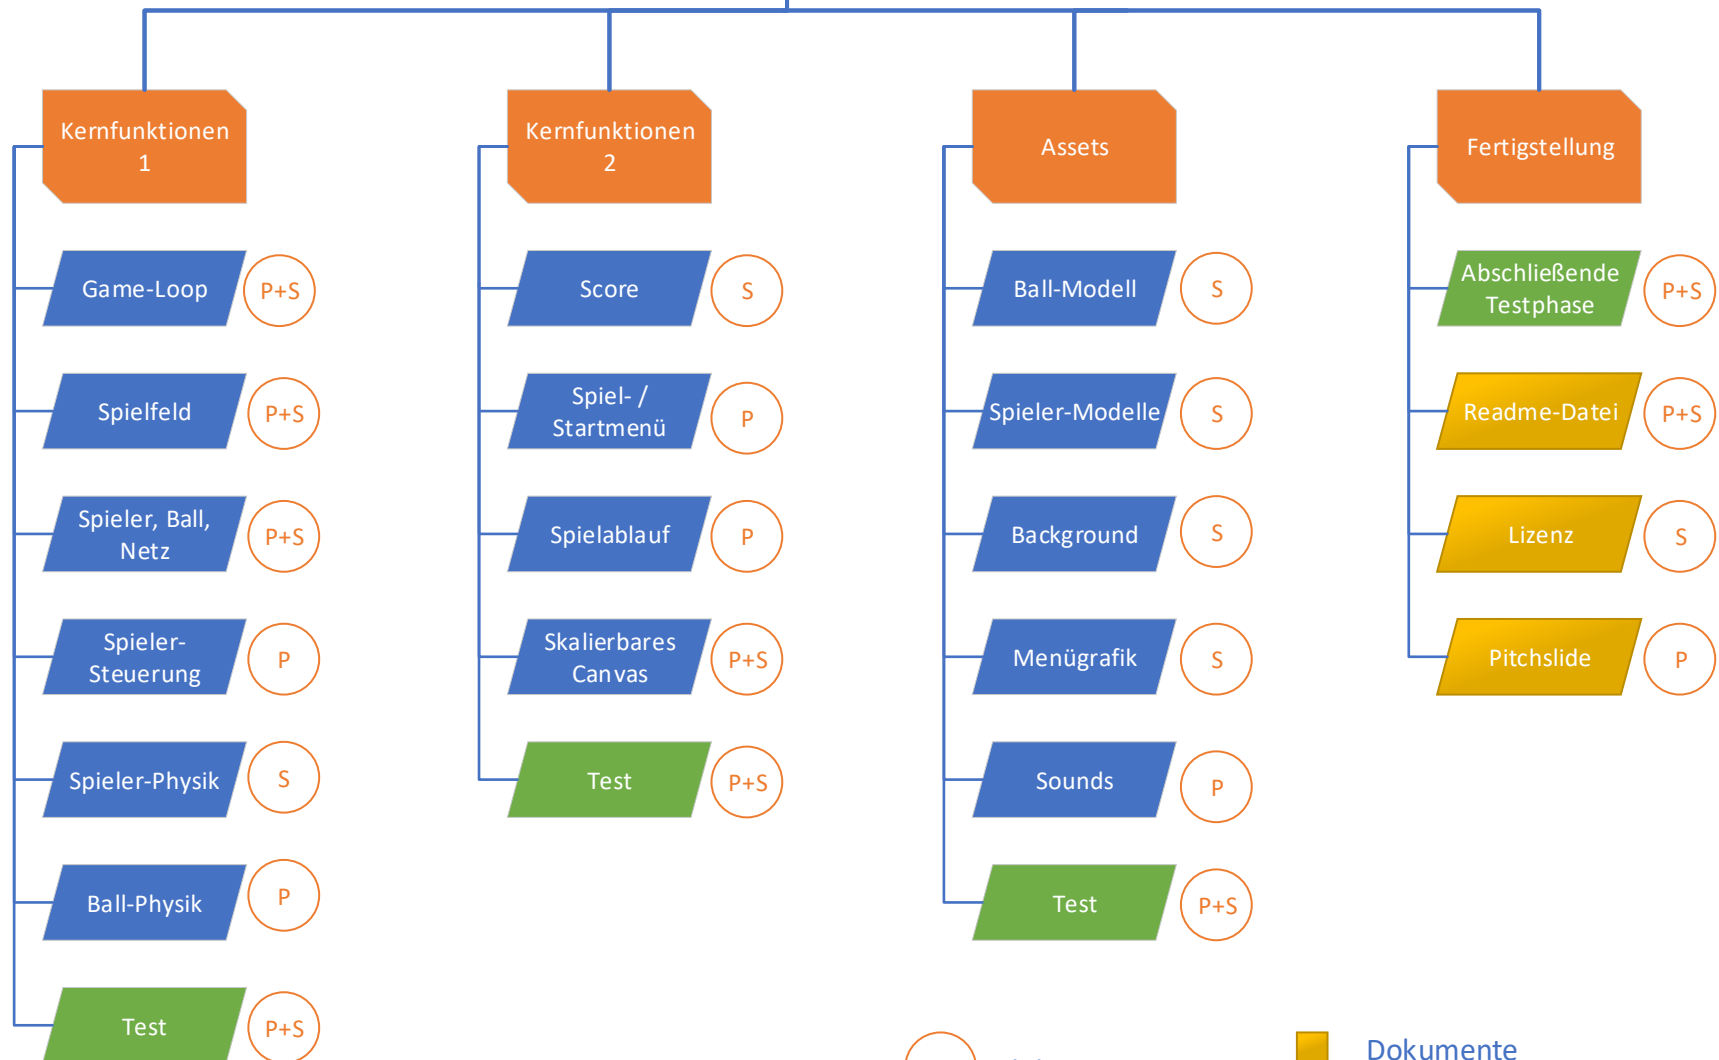 Kernfunktionen
1
Game-Loop
P+S
Spielfeld
P+S
Spieler, Ball,
Netz
P+S
Spieler-
Steuerung
P
Spieler-Physik
S
Ball-Physik
P
Test
P+S
Kernfunktionen
2
Score
S
Spiel- /
Startmenü
P
Spielablauf
P
Skalierbares
Canvas
P+S
Test
P+S
Assets
Ball-Modell
S
Spieler-Modelle
S
Background
S
Menügrafik
S
Sounds
P
Test
P+S
Fertigstellung
Abschließende
Testphase
P+S
Readme-Datei
P+S
Lizenz
S
Pitchslide
P
Dokumente